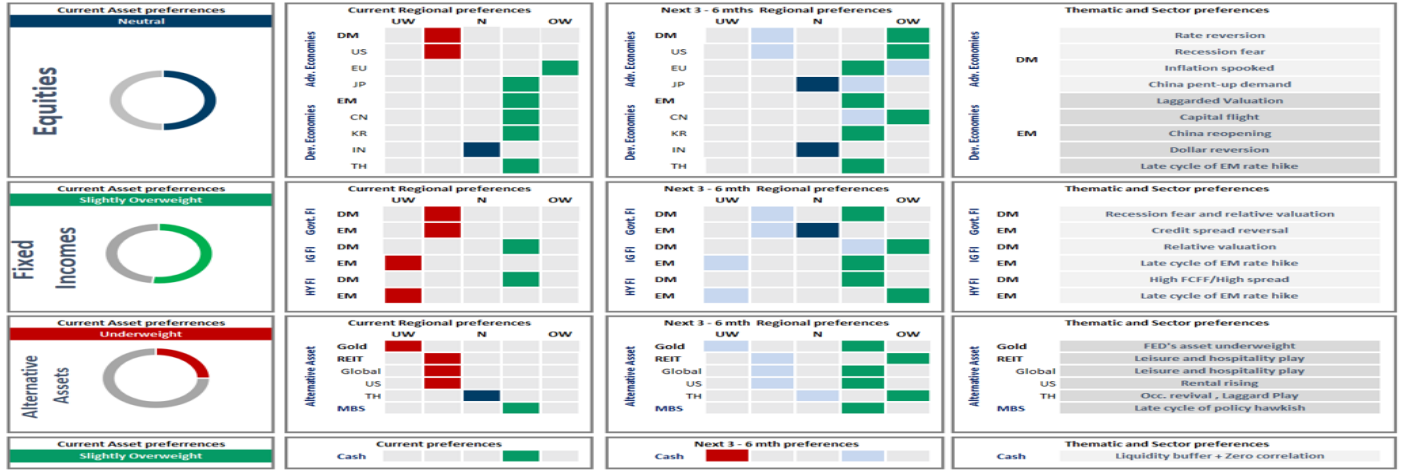 Current Asset preferrences
Neutral
Equities
Current Regional preferences
UW N OW
Adv. Economies
DM
US
EU
JP
Dev. Economies
EM
CN
KR
IN
TH
Next 3 - 6 mths Regional preferences
UW N OW
Adv. Economies
DM
US
EU
JP
Dev. Economies
EM
CN
KR
IN
TH
Thematic and Sector preferences
Adv. Economies
DM
Rate reversion
Recession fear
Inflation spooked
China pent-up demand
Dev. Economies
EM
Laggarded Valuation
Capital flight
China reopening
Dollar reversion
Late cycle of EM rate hike
Current Asset preferrences
Slightly Overweight
Fixed
Incomes
Current Regional preferences
UW N OW
Govt. FI
DM
EM
IG FI
DM
EM
HY FI
DM
EM
Next 3 - 6 mth Regional preferences
UW N OW
Govt. FI
DM
EM
IG FI
DM
EM
HY FI
DM
EM
Thematic and Sector preferences
Govt. FI
DM Recession fear and relative valuation
EM Credit spread reversal
IG FI
DM Relative valuation
EM Late cycle of EM rate hike
HY FI
DM High FCFF/High spread
EM Late cycle of EM rate hike
Current Asset preferrences
Underweight
Alternative
Assets
Current Regional preferences
UW N OW
Alternative Asset
Gold
REIT
Global
US
TH
MBS
Next 3 - 6 mth Regional preferences
UW N OW
Alternative Asset
Gold
REIT
Global
US
TH
MBS
Thematic and Sector preferences
Alternative Asset
Gold FED's asset underweight
REIT Leisure and hospitality play
Global Leisure and hospitality play
US Rental rising
TH Occ. revival , Laggard Play
MBS Late cycle of policy hawkish
Current Asset preferrences
Slightly Overweight
Current preferences
Cash
Next 3 - 6 mth preferences
Cash
Thematic and Sector preferences
Cash Liquidity buffer + Zero correlation